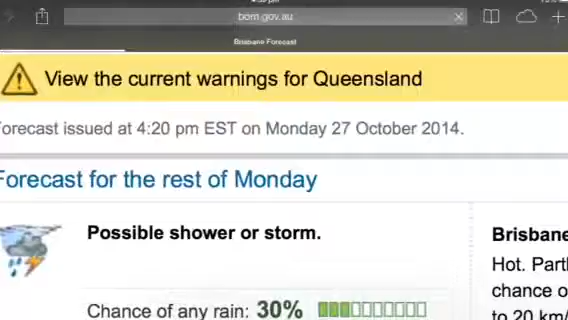 bom.gov.au
Brisbane Forecast
View the current warnings for Queensland
orecast issued at 4:20 pm EST on Monday 27 October 2014.
Forecast for the rest of Monday
Possible shower or storm.
Brisbane
Hot. Part
chance o
Chance of any rain: 30%
to 20 km/